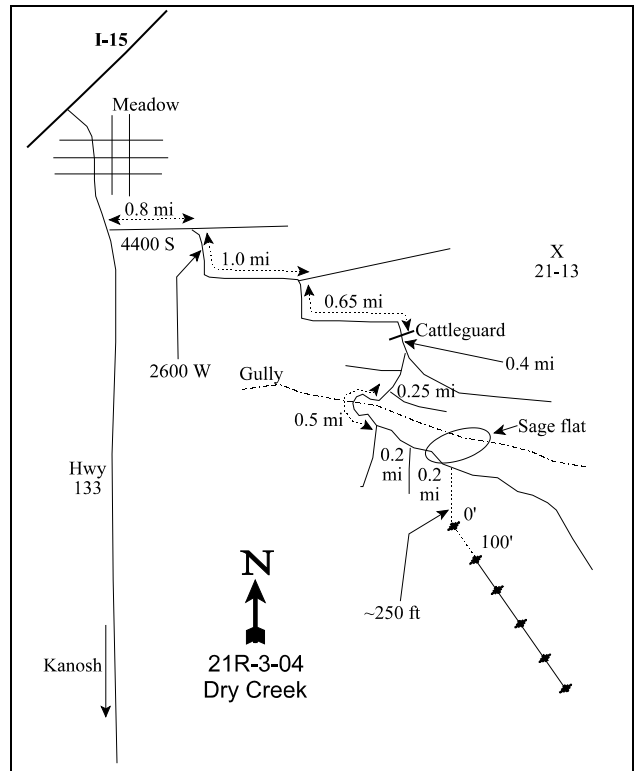 I-15
Meadow
0.8 mi
4400 S
1.0 mi
X
21-13
0.65 mi
Cattleguard
2600 W
0.4 mi
Gully
0.25 mi
0.5 mi
Sage flat
0.2
mi
0.2
mi
Hwy
133
0'
100'
N
~250 ft
Kanosh
21R-3-04
Dry Creek